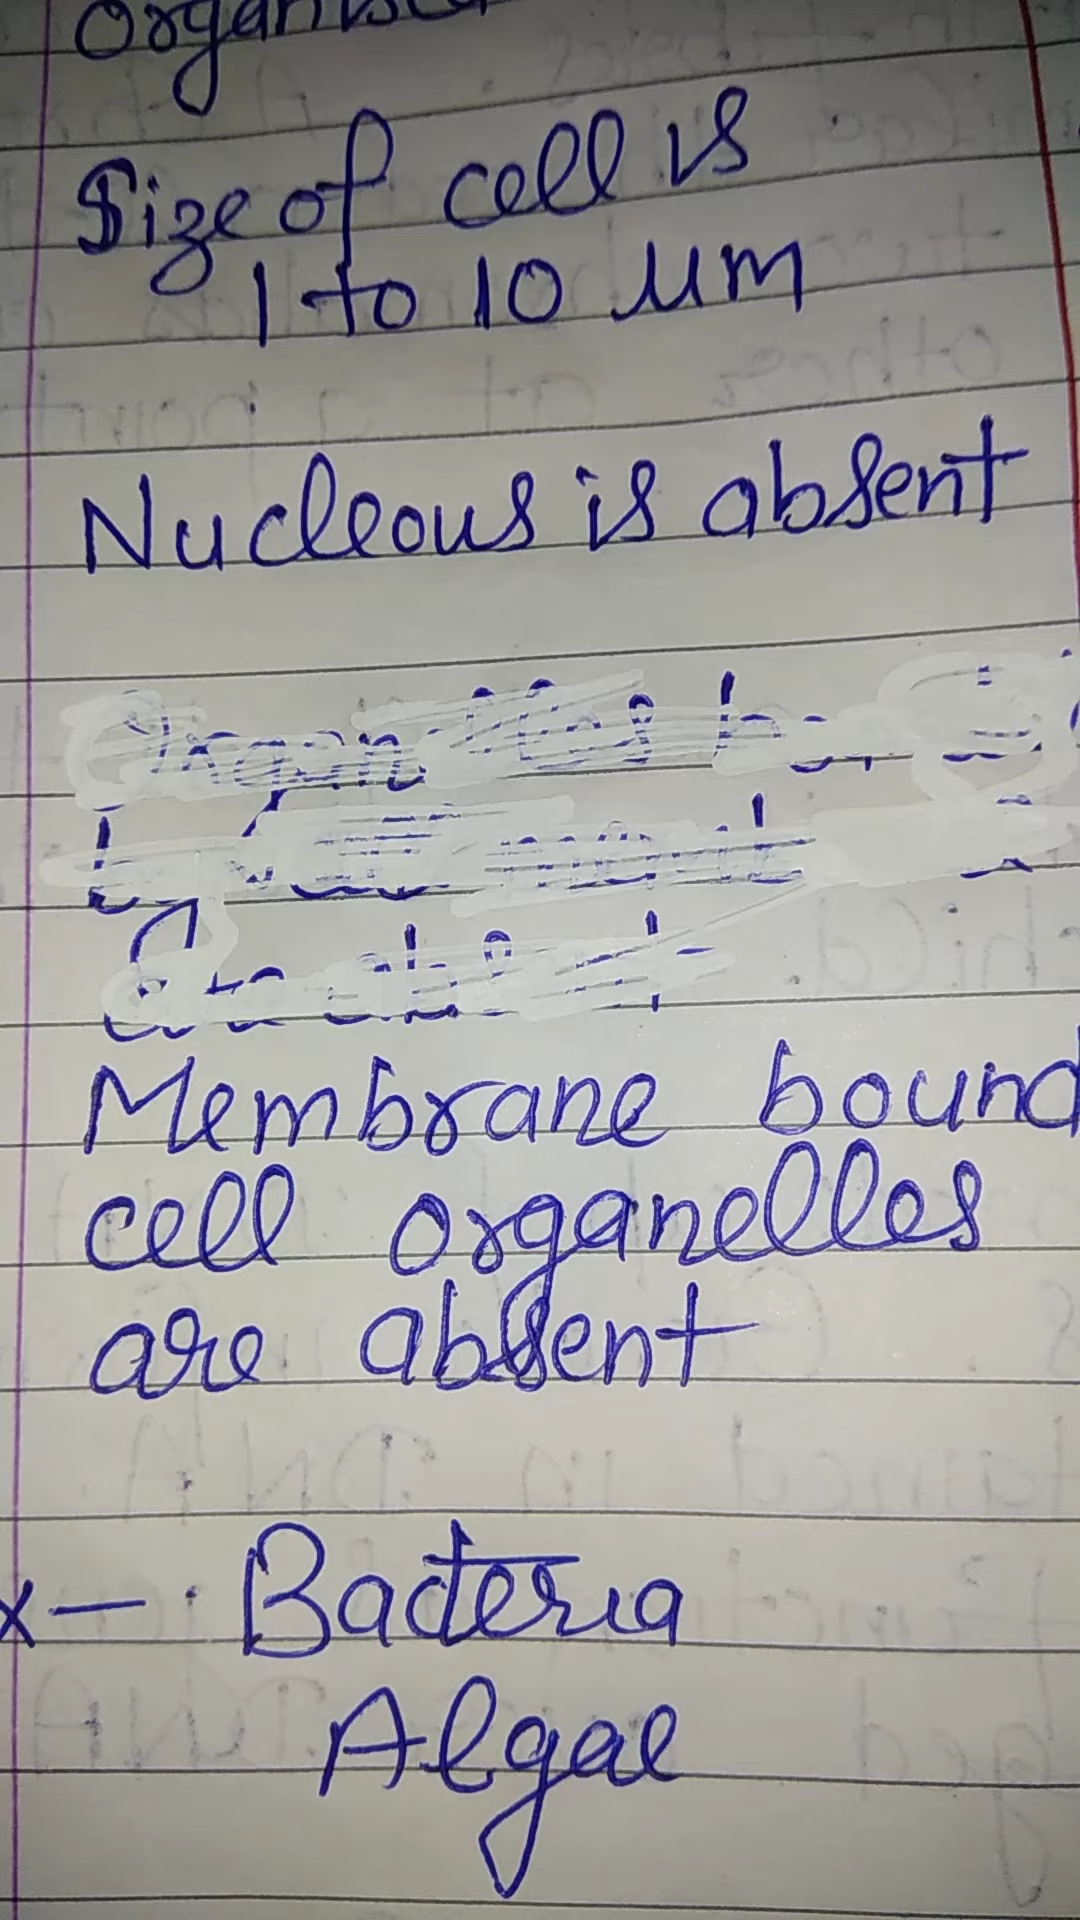 Size of cell is
1 to 10 um
Nucleous is absent
Membrane bound
cell organelles
are absent
x - Bacteria
Algae